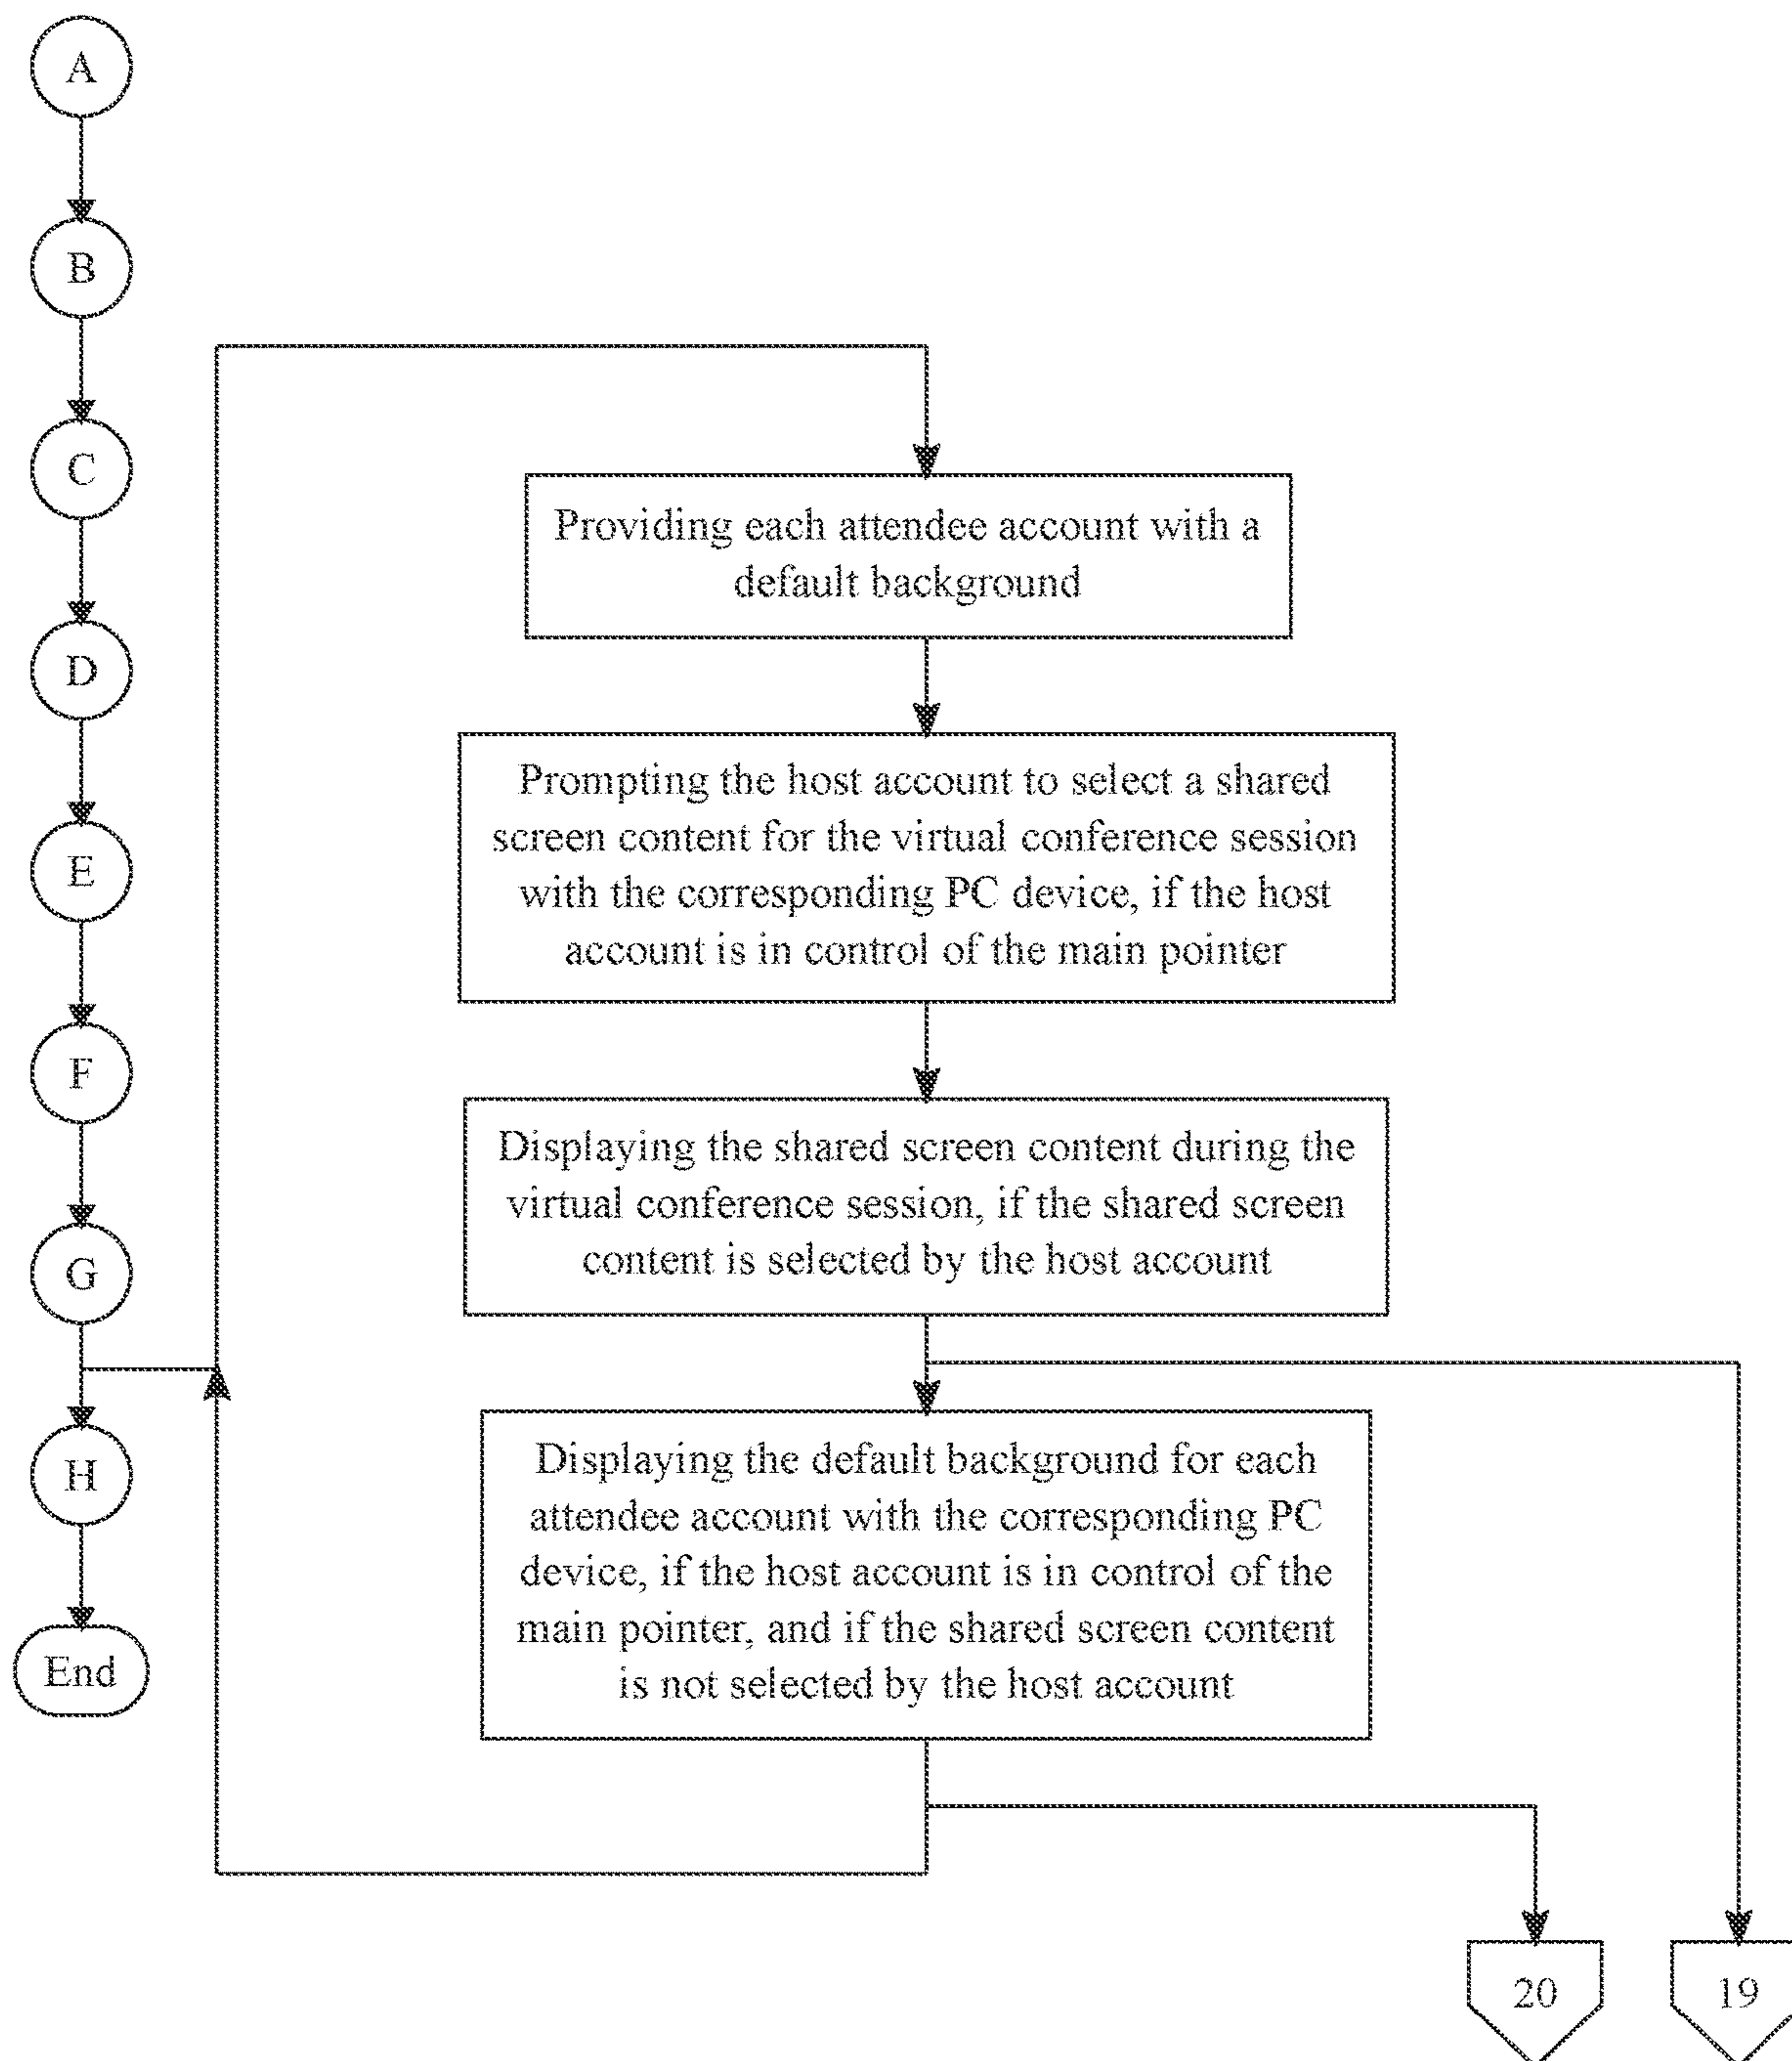 A
B
C
D
E
F
G
H
End
Providing each attendee account with a
default background
Prompting the host account to select a shared
screen content for the virtual conference session
with the corresponding PC device, if the host
account is in control of the main pointer
Displaying the shared screen content during the
virtual conference session, if the shared screen
content is selected by the host account
Displaying the default background for each
attendee account with the corresponding PC
device, if the host account is in control of the
main pointer, and if the shared screen content
is not selected by the host account
20
19